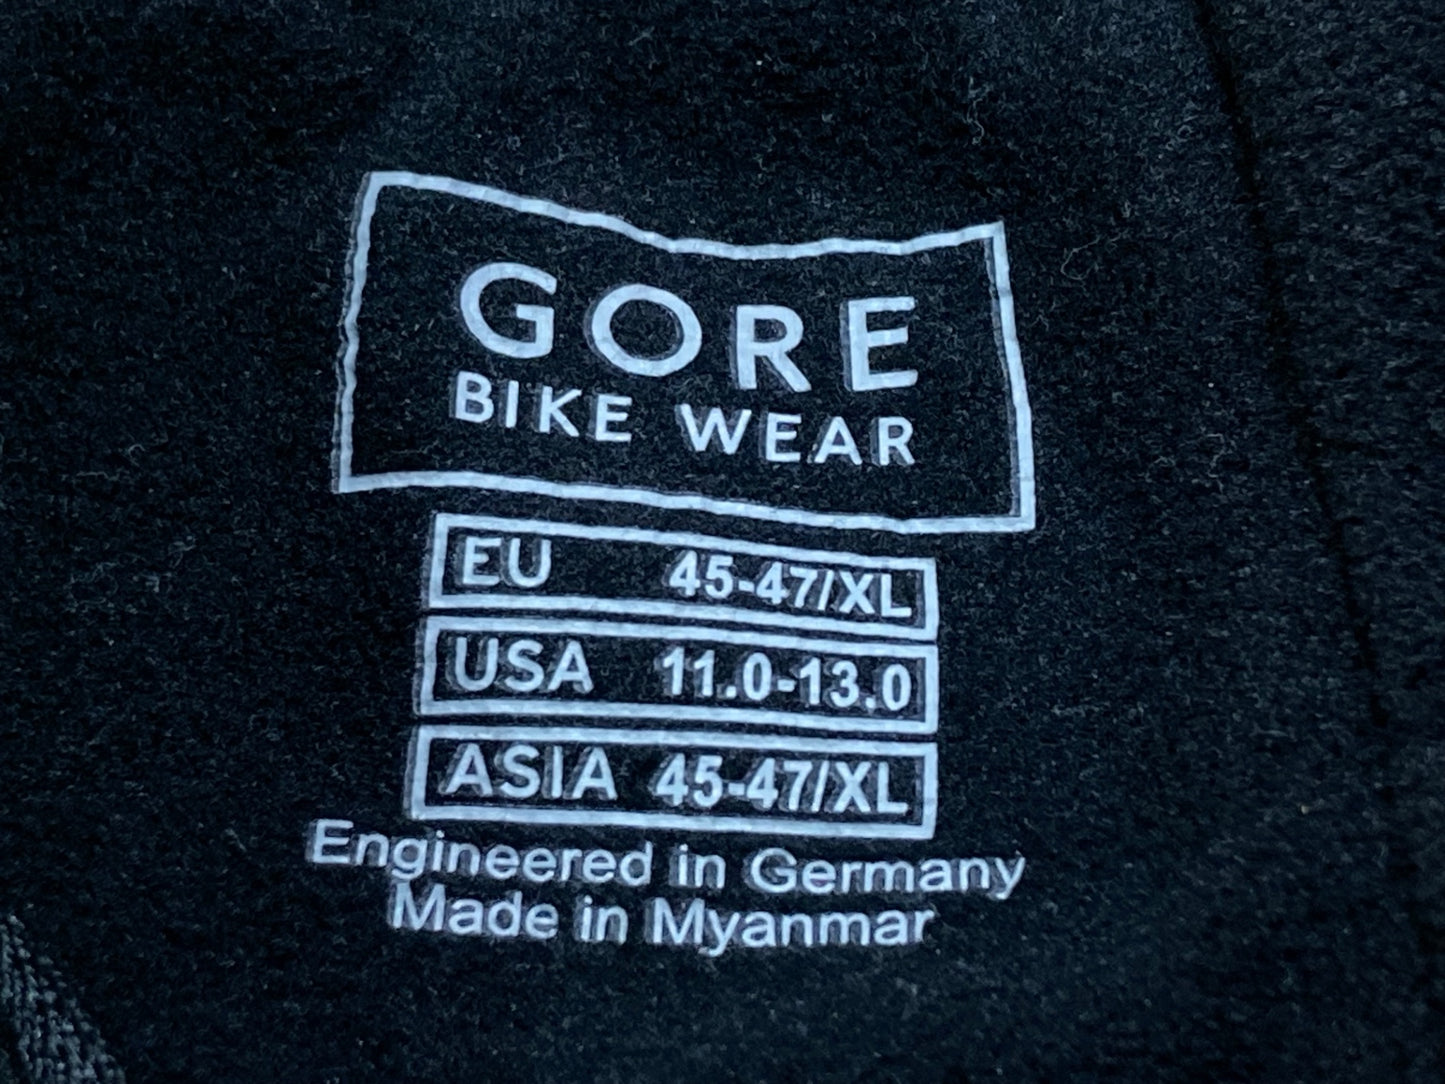 GORE
BIKE WEAR
EU 45-47/XL
USA 11.0-13.0
ASIA 45-47/XL
Engineered in Germany
Made in Myanmar